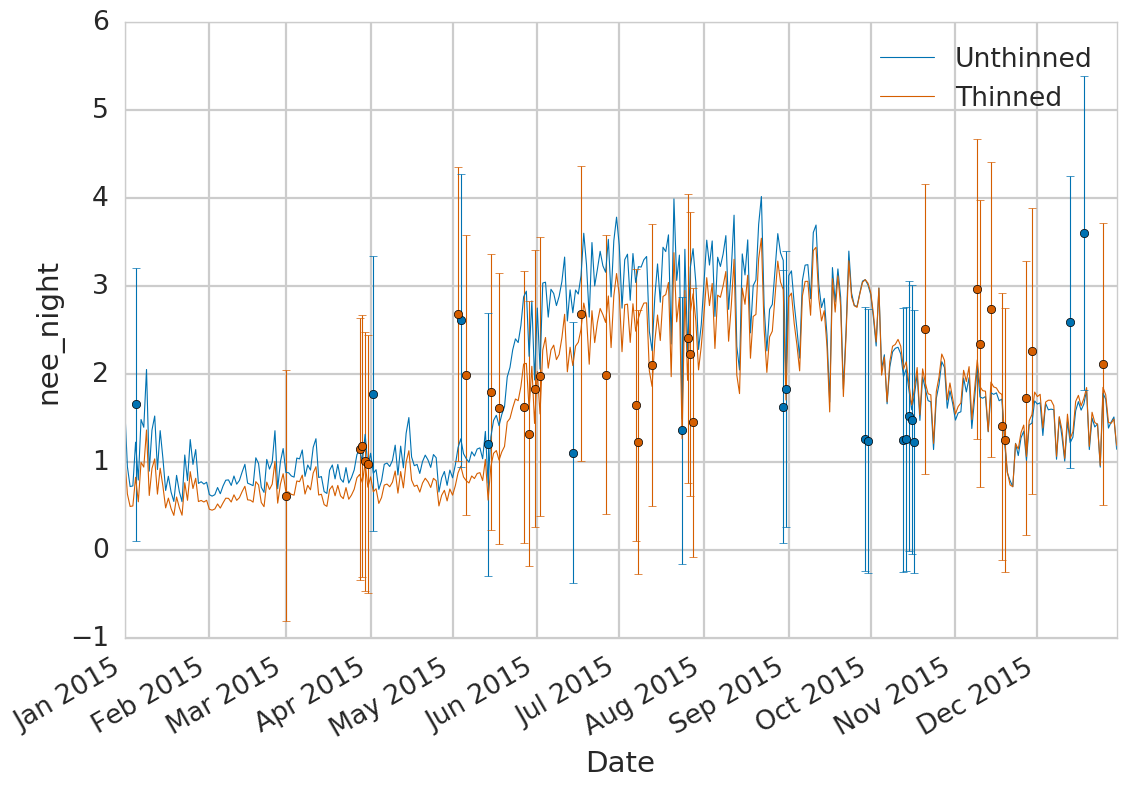 6
5
4
3
2
1
0
−1
nee_night
Unthinned
Thinned
Jan 2015
Feb 2015
Mar 2015
Apr 2015
May 2015
Jun 2015
Jul 2015
Aug 2015
Sep 2015
Oct 2015
Nov 2015
Dec 2015
Date